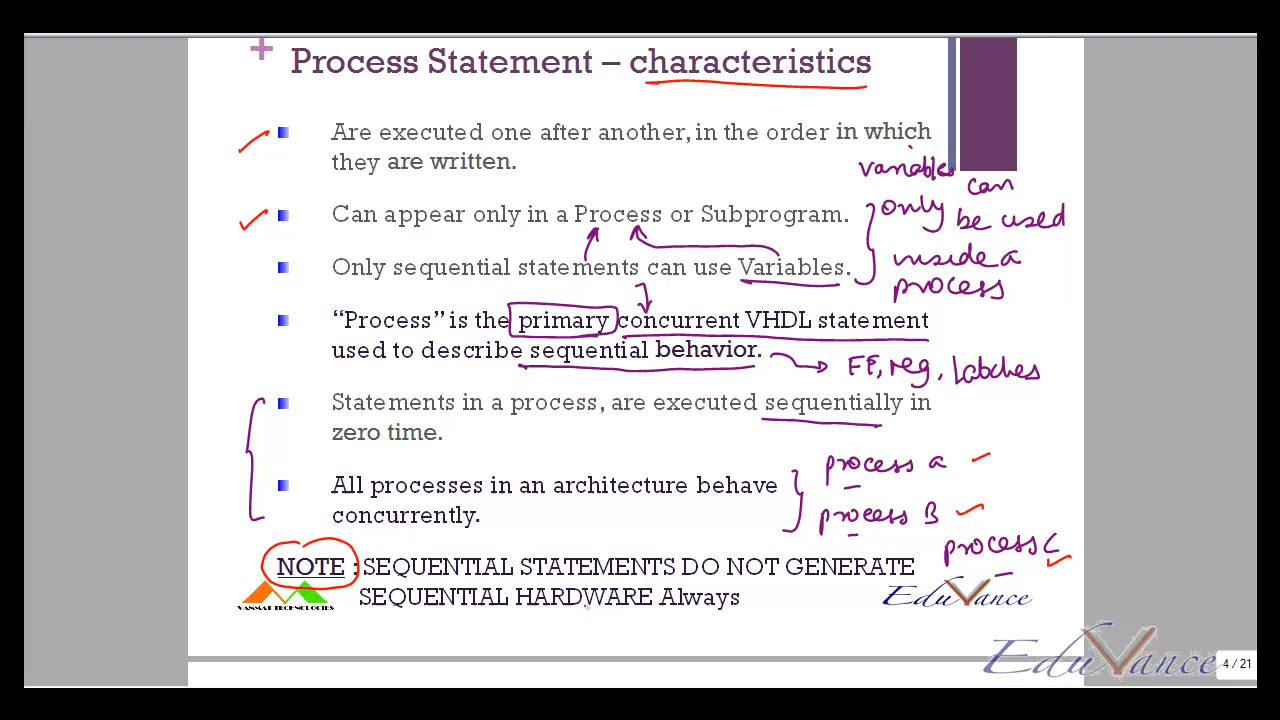 + Process Statement – characteristics
Are executed one after another, in the order in which
they are written.
variables
can
Can appear only in a Process or Subprogram.
only
be used
Only sequential statements can use Variables.
inside a
process
“Process” is the primary concurrent VHDL statement
used to describe sequential behavior.
FF, reg, latches
Statements in a process, are executed sequentially in
zero time.
process a
All processes in an architecture behave
concurrently.
process B
process C
NOTE : SEQUENTIAL STATEMENTS DO NOT GENERATE
SEQUENTIAL HARDWARE Always
VANMAT TECHNOLOGIES
EduVance
EduVance
4 / 21